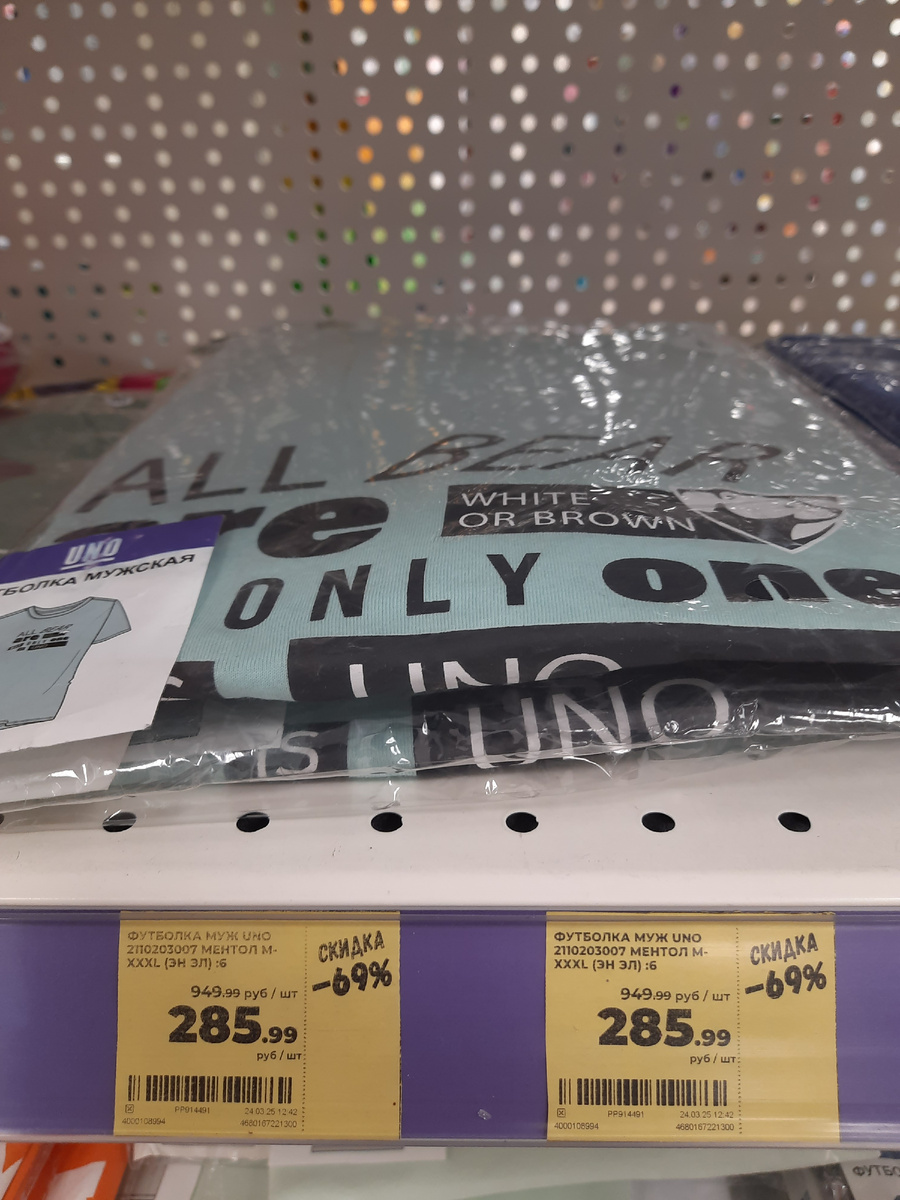 ALL BEAR
are WHITE
OR BROWN
ONLY one
UNO
IS UNO
UNO
ФУТБОЛКА МУЖСКАЯ
ALL BEAR
ФУТБОЛКА МУЖ UNO
2110203007 МЕНТОЛ M-
XXXL (ЭН ЭЛ) :6
СКИДКА
-69%
949.99 руб / шт
285.99
руб / шт
PP914491 24.03.25 12:42
4000108994 4680167221300
ФУТБОЛКА МУЖ UNO
2110203007 МЕНТОЛ M-
XXXL (ЭН ЭЛ) :6
СКИДКА
-69%
949.99 руб / шт
285.99
руб / шт
PP914491 24.03.25 12:42
4000108994 4680167221300